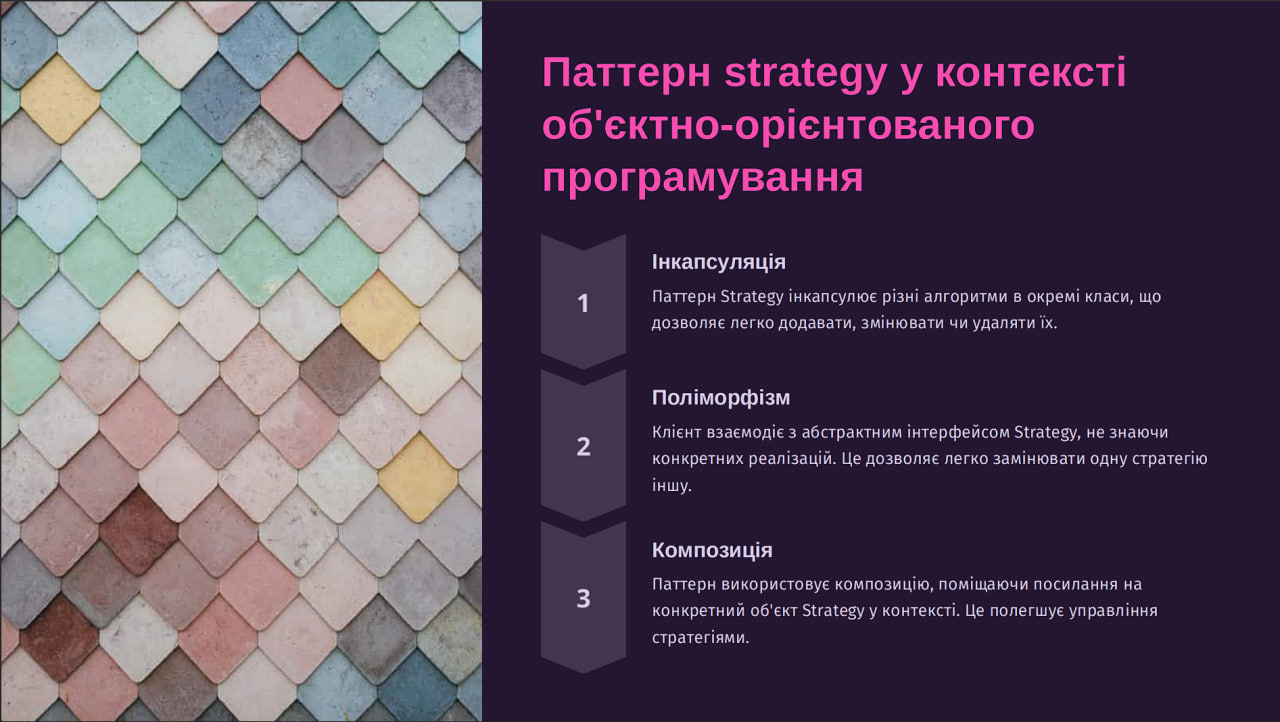 Паттерн strategy у контексті
об'єктно-орієнтованого
програмування
1
Інкапсуляція
Паттерн Strategy інкапсулює різні алгоритми в окремі класи, що
дозволяє легко додавати, змінювати чи удаляти їх.
2
Поліморфізм
Клієнт взаємодіє з абстрактним інтерфейсом Strategy, не знаючи
конкретних реалізацій. Це дозволяє легко замінювати одну стратегію
іншу.
3
Композиція
Паттерн використовує композицію, поміщаючи посилання на
конкретний об'єкт Strategy у контексті. Це полегшує управління
стратегіями.